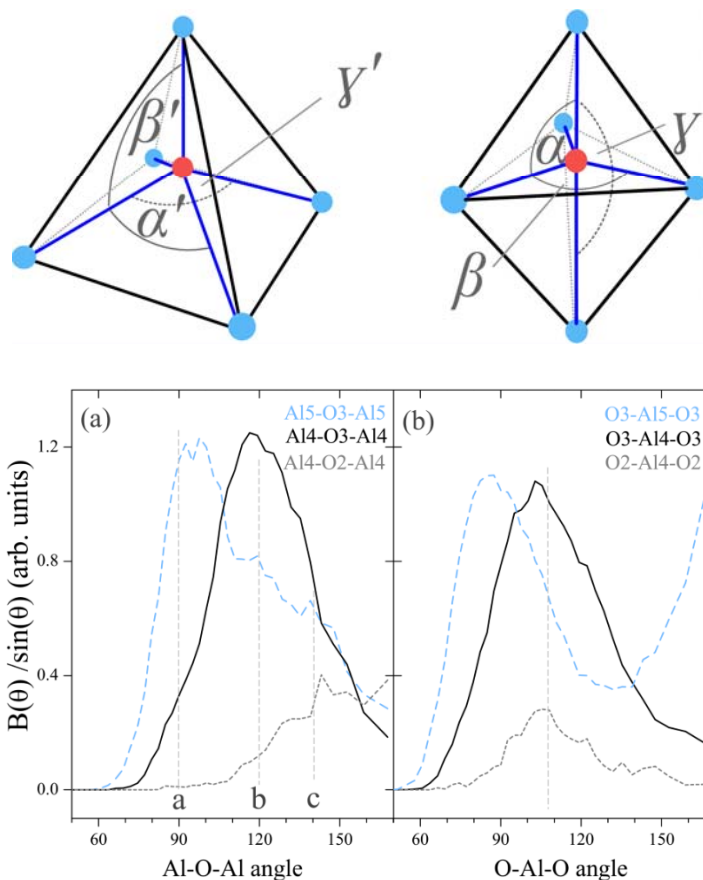 β′
γ′
α′
α
γ
β
(a)
Al5-O3-Al5
Al4-O3-Al4
Al4-O2-Al4
(b)
O3-Al5-O3
O3-Al4-O3
O2-Al4-O2
B(θ) /sin(θ) (arb. units)
1.2
0.8
0.4
0.0
a
b
c
60
90
120
150
60
90
120
150
Al-O-Al angle
O-Al-O angle